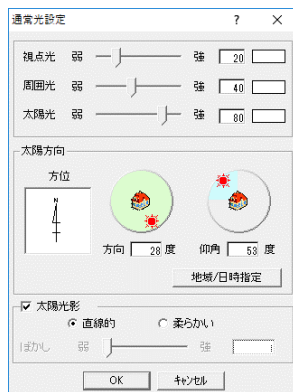 通常光設定 ? ×
視点光 弱 強 20
周囲光 弱 強 40
太陽光 弱 強 80
太陽方向
方位
N
方向 28 度 仰角 53 度
地域/日時指定
太陽光影
直線的 柔らかい
ぼかし 弱 強
OK キャンセル